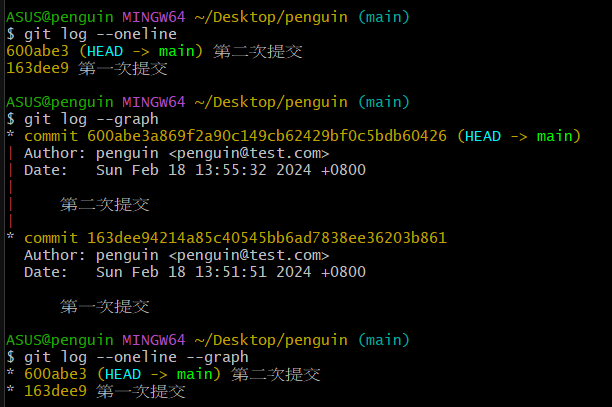 ASUS@penguin MINGW64 ~/Desktop/penguin (main)
$ git log --oneline
600abe3 (HEAD -> main) 第二次提交
163dee9 第一次提交

ASUS@penguin MINGW64 ~/Desktop/penguin (main)
$ git log --graph
* commit 600abe3a869f2a90c149cb62429bf0c5bdb60426 (HEAD -> main)
| Author: penguin <penguin@test.com>
| Date:   Sun Feb 18 13:55:32 2024 +0800
|
|     第二次提交
|
* commit 163dee94214a85c40545bb6ad7838ee36203b861
  Author: penguin <penguin@test.com>
  Date:   Sun Feb 18 13:51:51 2024 +0800

      第一次提交

ASUS@penguin MINGW64 ~/Desktop/penguin (main)
$ git log --oneline --graph
* 600abe3 (HEAD -> main) 第二次提交
* 163dee9 第一次提交